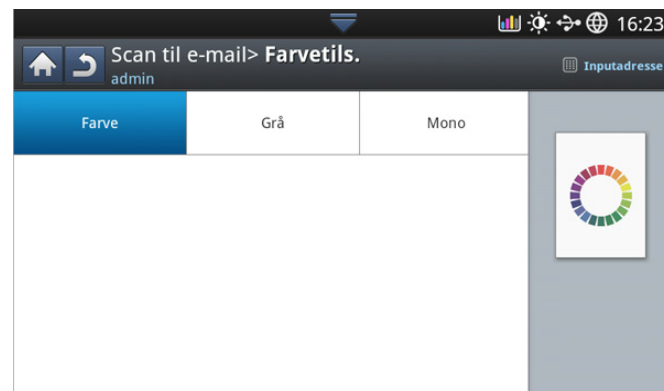 16:23
Scan til e-mail> Farvetils.
admin
Inputadresse
Farve Grå Mono